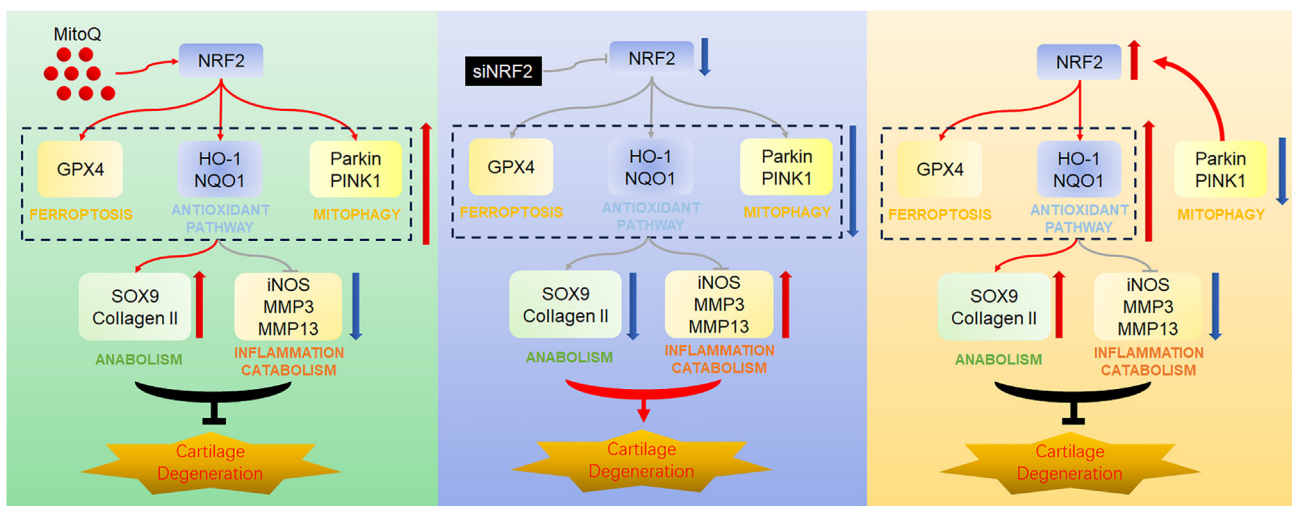 MitoQ
NRF2
GPX4
HO-1
NQO1
Parkin
PINK1
FERROPTOSIS
ANTIOXIDANT
PATHWAY
MITOPHAGY
SOX9
Collagen II
iNOS
MMP3
MMP13
ANABOLISM
INFLAMMATION
CATABOLISM
Cartilage
Degeneration
siNRF2
NRF2
GPX4
HO-1
NQO1
Parkin
PINK1
FERROPTOSIS
ANTIOXIDANT
PATHWAY
MITOPHAGY
SOX9
Collagen II
iNOS
MMP3
MMP13
ANABOLISM
INFLAMMATION
CATABOLISM
Cartilage
Degeneration
NRF2
GPX4
HO-1
NQO1
Parkin
PINK1
FERROPTOSIS
ANTIOXIDANT
PATHWAY
MITOPHAGY
SOX9
Collagen II
iNOS
MMP3
MMP13
ANABOLISM
INFLAMMATION
CATABOLISM
Cartilage
Degeneration